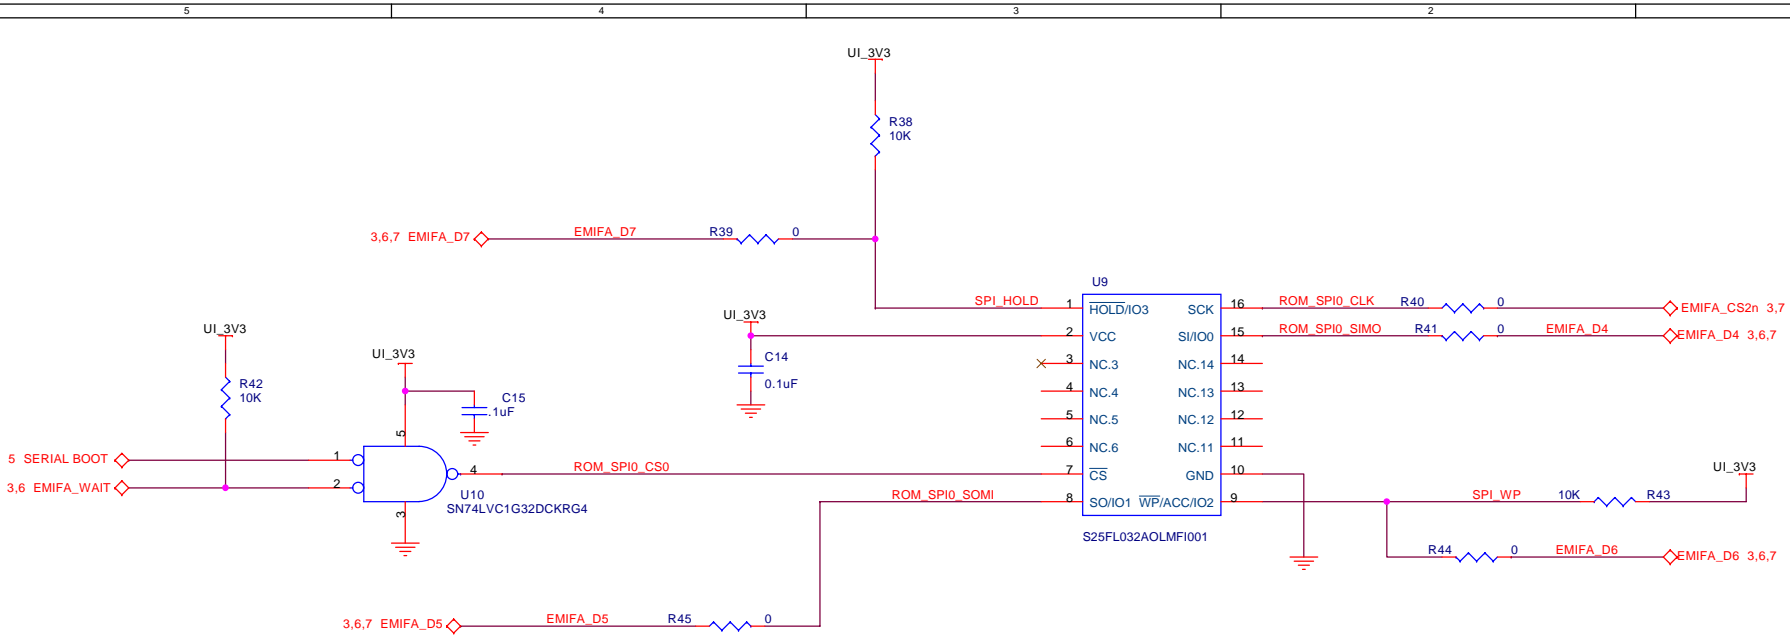 5 4 3 2
UI_3V3
R38
10K
3,6,7 EMIFA_D7 EMIFA_D7 R39 0
U9
SPI_HOLD 1 HOLD/IO3 SCK 16 ROM_SPI0_CLK R40 0 EMIFA_CS2n 3,7
UI_3V3
2 VCC SI/IO0 15 ROM_SPI0_SIMO R41 0 EMIFA_D4 EMIFA_D4 3,6,7
C14
0.1uF
3 NC.3 NC.14 14
4 NC.4 NC.13 13
5 NC.5 NC.12 12
6 NC.6 NC.11 11
7 CS GND 10
8 SO/IO1 WP/ACC/IO2 9
S25FL032AOLMFI001
UI_3V3
R42
10K
UI_3V3
C15
.1uF
5
5 SERIAL BOOT 1
3,6 EMIFA_WAIT 2
4 ROM_SPI0_CS0
3
U10
SN74LVC1G32DCKRG4
ROM_SPI0_SOMI
UI_3V3
SPI_WP 10K R43
R44 0 EMIFA_D6 EMIFA_D6 3,6,7
3,6,7 EMIFA_D5 EMIFA_D5 R45 0